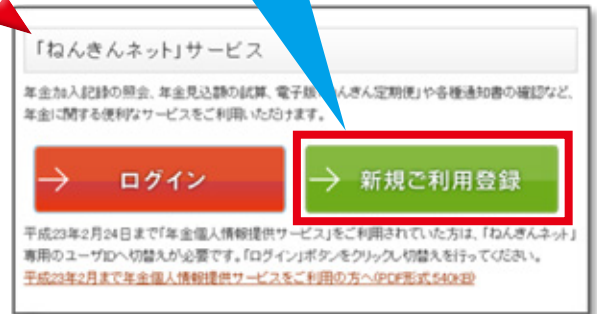 「ねんきんネット」サービス
年金加入記録の照会、年金見込額の試算、電子版 んきん定期便」や各種通知書の確認など、
年金に関する便利なサービスをご利用いただけます。
→ ログイン
→ 新規ご利用登録
平成23年2月24日まで「年金個人情報提供サービス」をご利用されていた方は、「ねんきんネット」
専用のユーザIDへ切替えが必要です。「ログイン」ボタンをクリックし切替えを行ってください。
平成23年2月まで年金個人情報提供サービスをご利用の方へ(PDF形式:540KB)